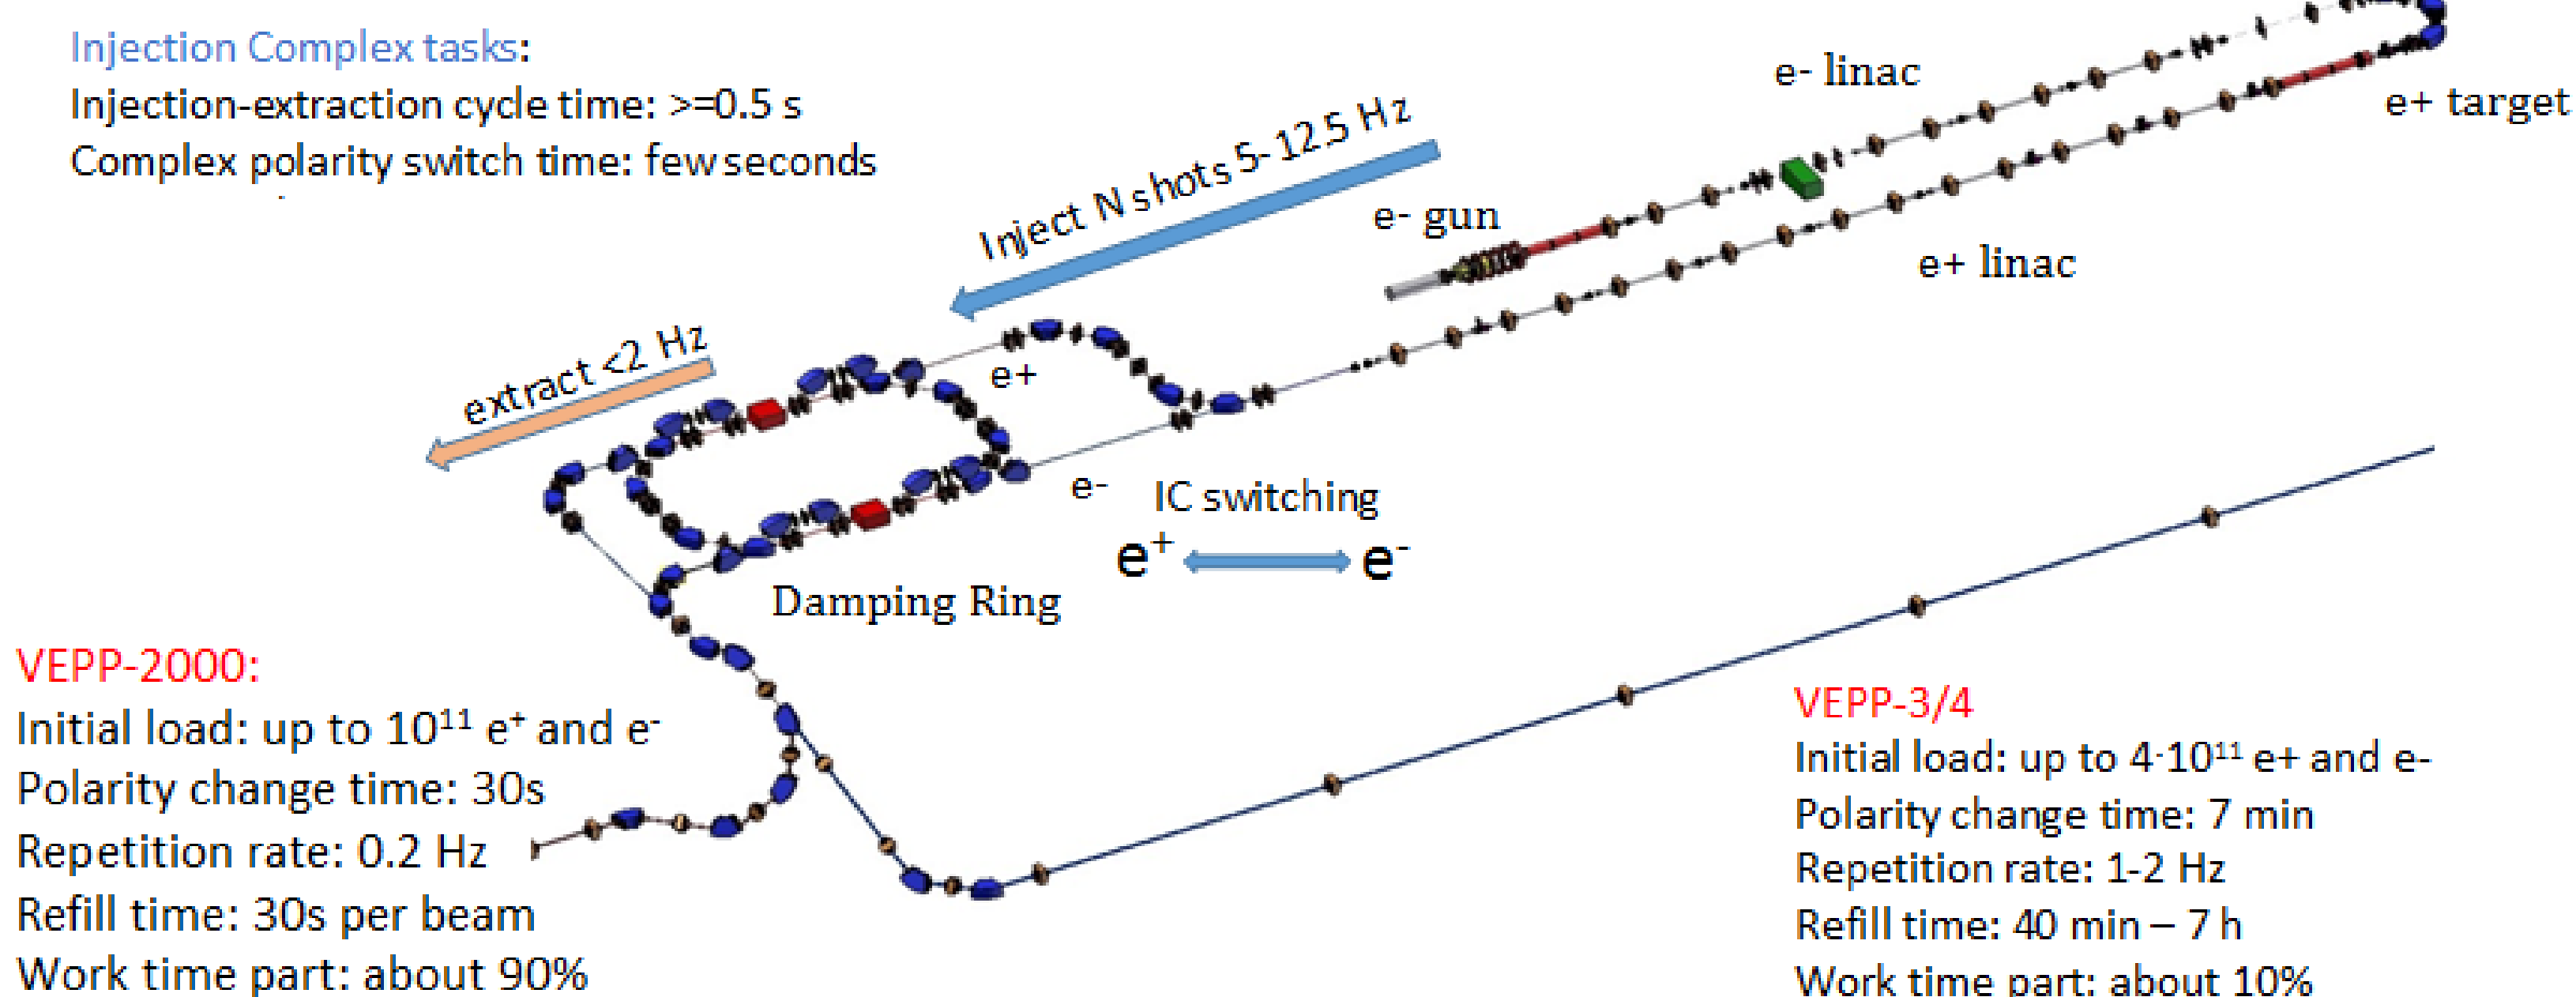 Injection Complex tasks:
Injection-extraction cycle time: >=0.5 s
Complex polarity switch time: few seconds
Inject N shots 5-12.5 Hz
extract <2 Hz
e- linac
e+ target
e- gun
e+ linac
e+
e-
IC switching
e⁺ e⁻
Damping Ring
VEPP-2000:
Initial load: up to 10¹¹ e⁺ and e⁻
Polarity change time: 30s
Repetition rate: 0.2 Hz
Refill time: 30s per beam
Work time part: about 90%
VEPP-3/4
Initial load: up to 4·10¹¹ e+ and e-
Polarity change time: 7 min
Repetition rate: 1-2 Hz
Refill time: 40 min – 7 h
Work time part: about 10%